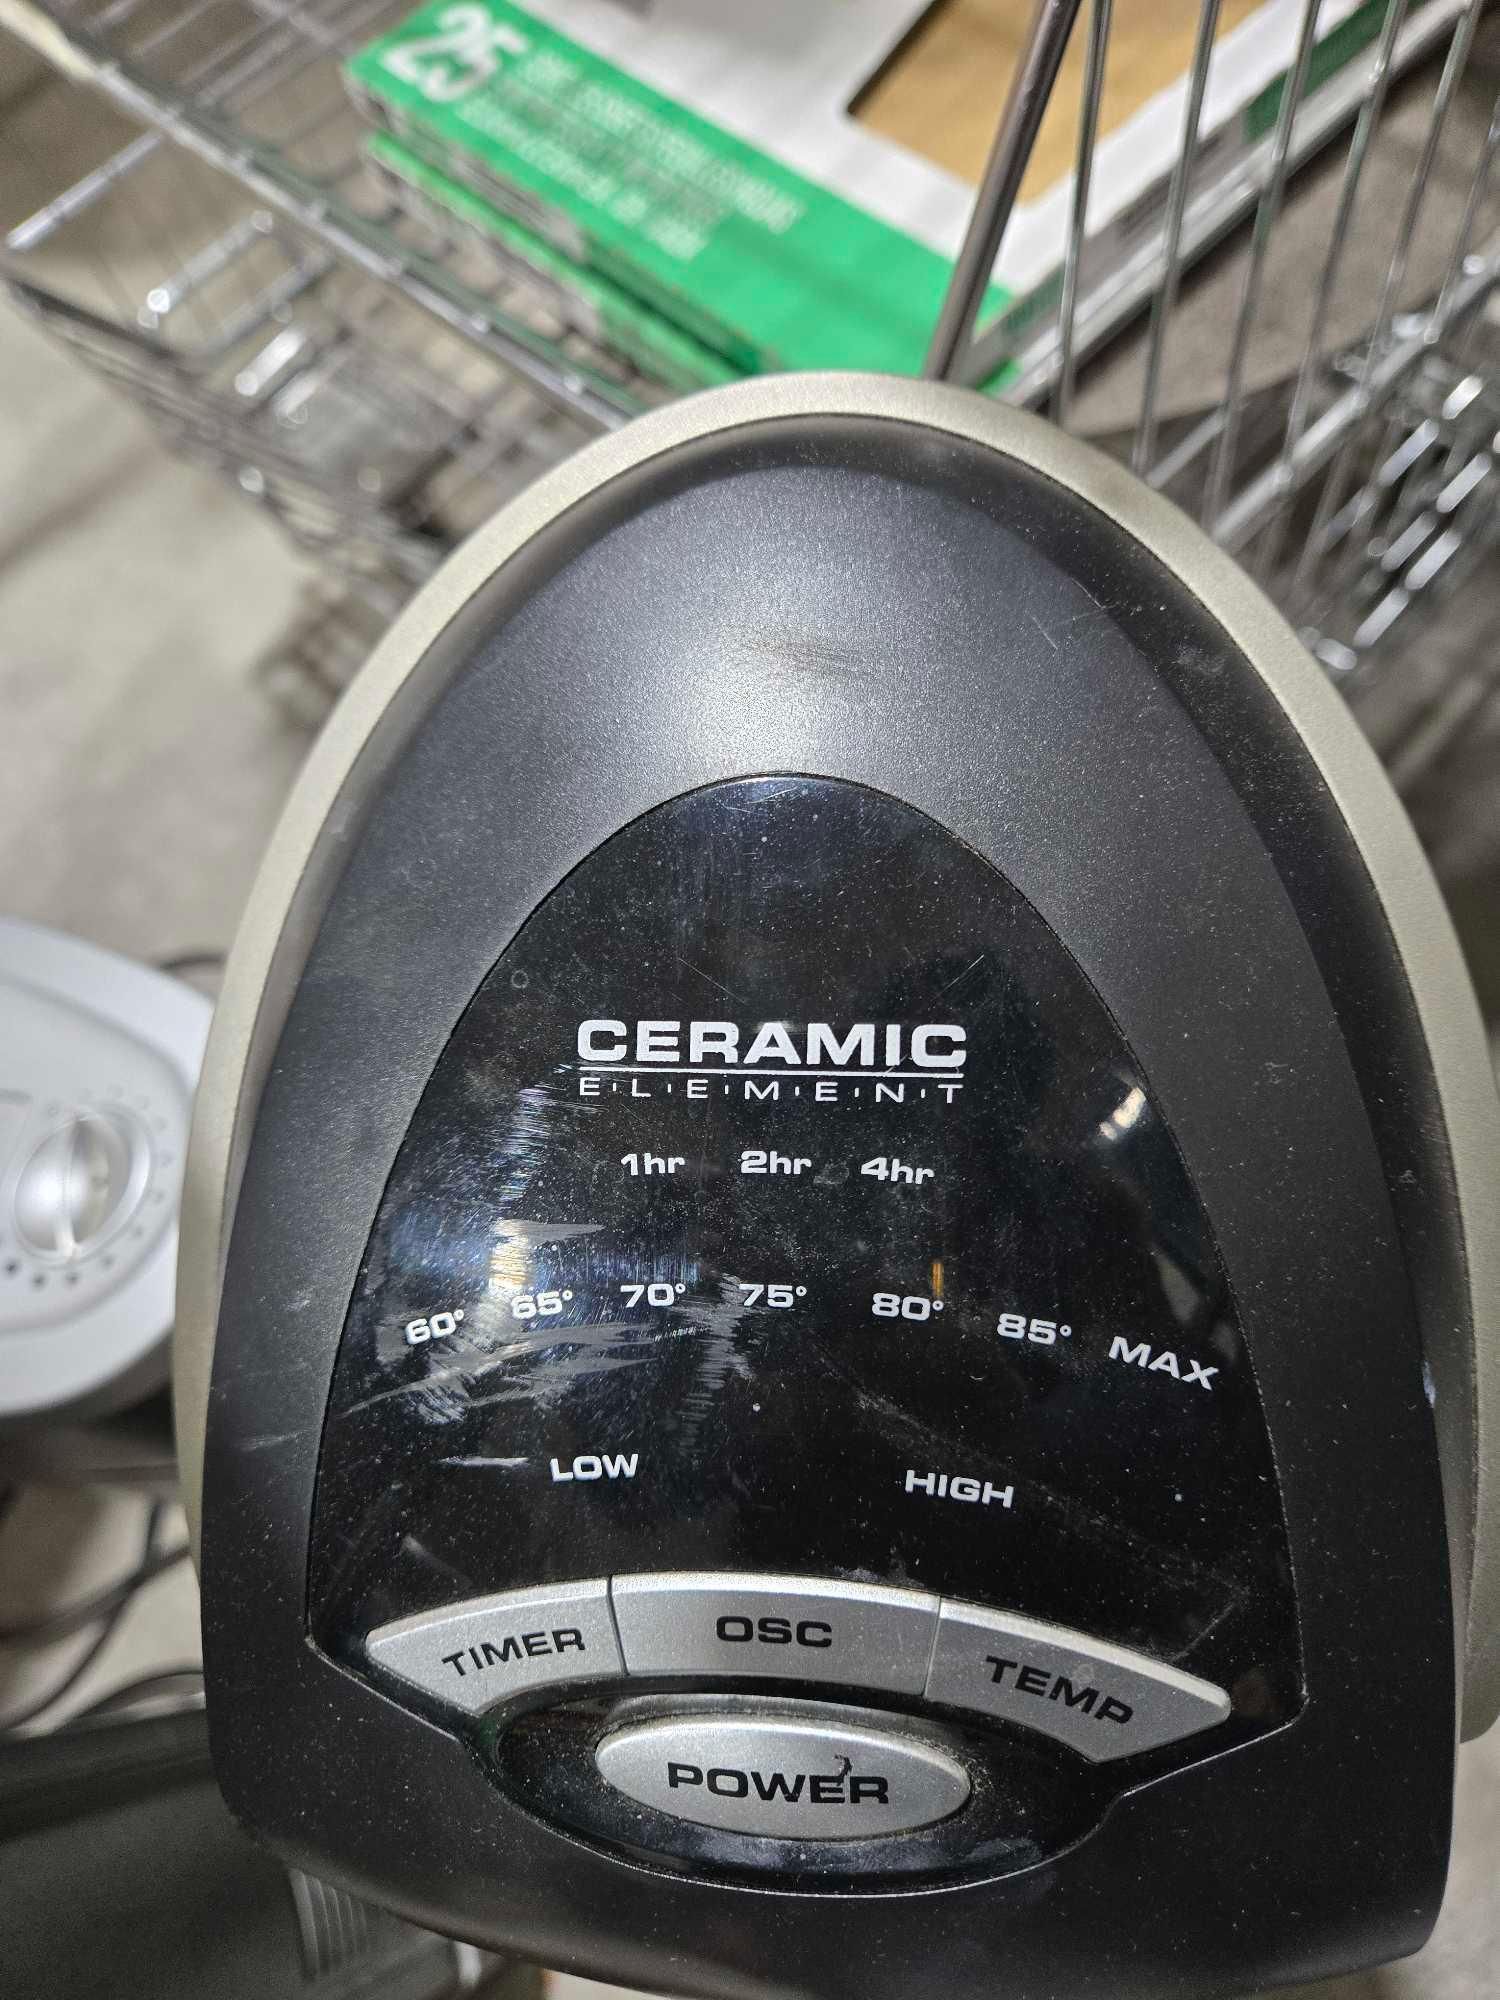 25
CERAMIC
ELEMENT
1hr 2hr 4hr
60° 65° 70° 75° 80° 85° MAX
LOW HIGH
TIMER OSC TEMP
POWER